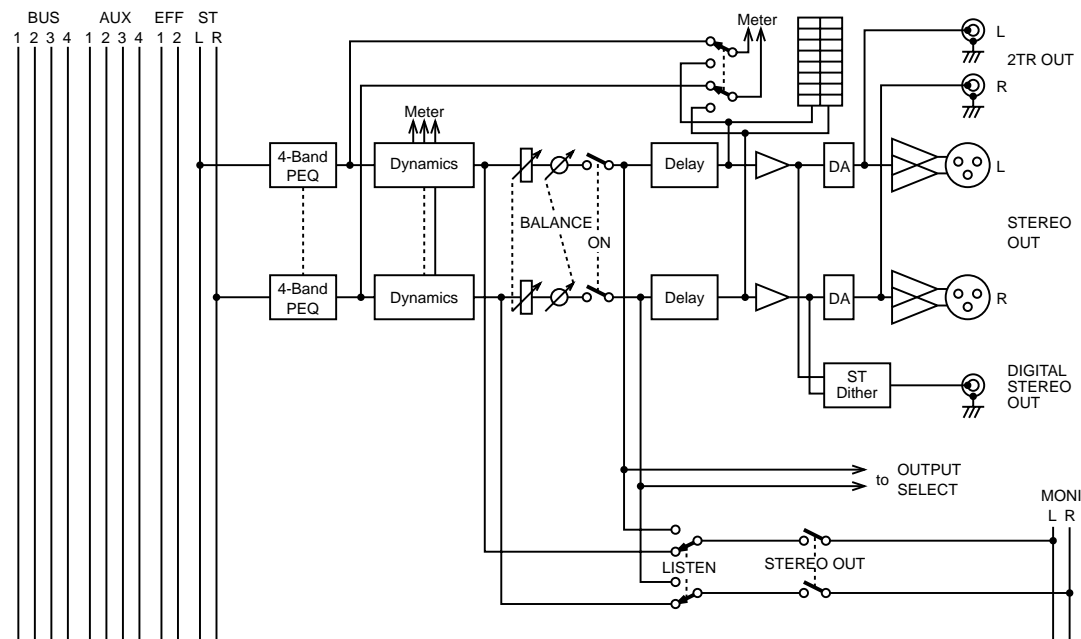 BUS AUX EFF ST
1 2 3 4 1 2 3 4 1 2 L R
Meter
L
2TR OUT
R
Meter
4-Band
PEQ
Dynamics
Delay
DA
L
BALANCE
ON
STEREO
OUT
4-Band
PEQ
Dynamics
Delay
DA
R
ST
Dither
DIGITAL
STEREO
OUT
to OUTPUT
SELECT
MONI
L R
LISTEN
STEREO OUT